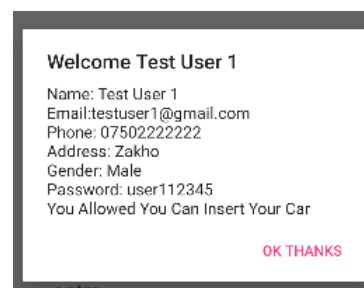 Welcome Test User 1
Name: Test User 1
Email:testuser1@gmail.com
Phone: 07502222222
Address: Zakho
Gender: Male
Password: user112345
You Allowed You Can Insert Your Car
OK THANKS